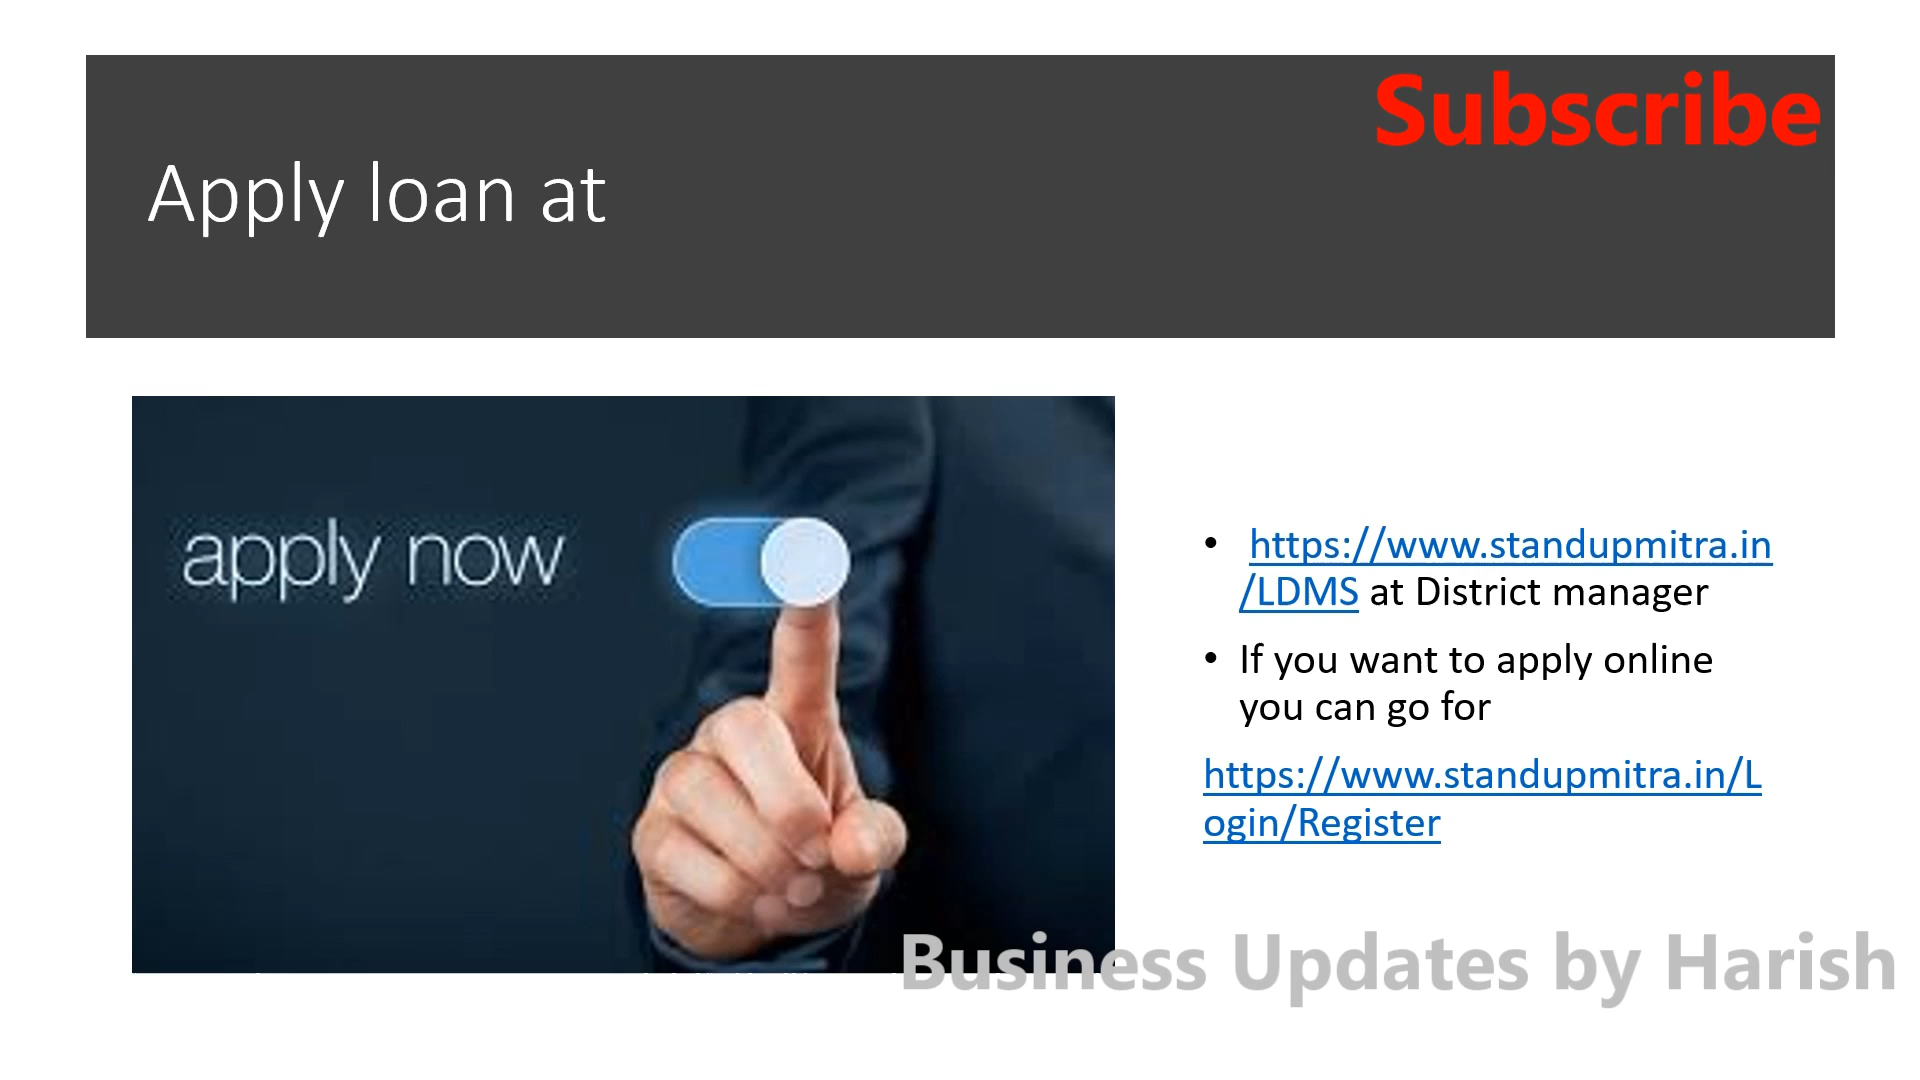 Subscribe
Apply loan at
apply now
• https://www.standupmitra.in
/LDMS at District manager
• If you want to apply online
you can go for
https://www.standupmitra.in/L
ogin/Register
Business Updates by Harish